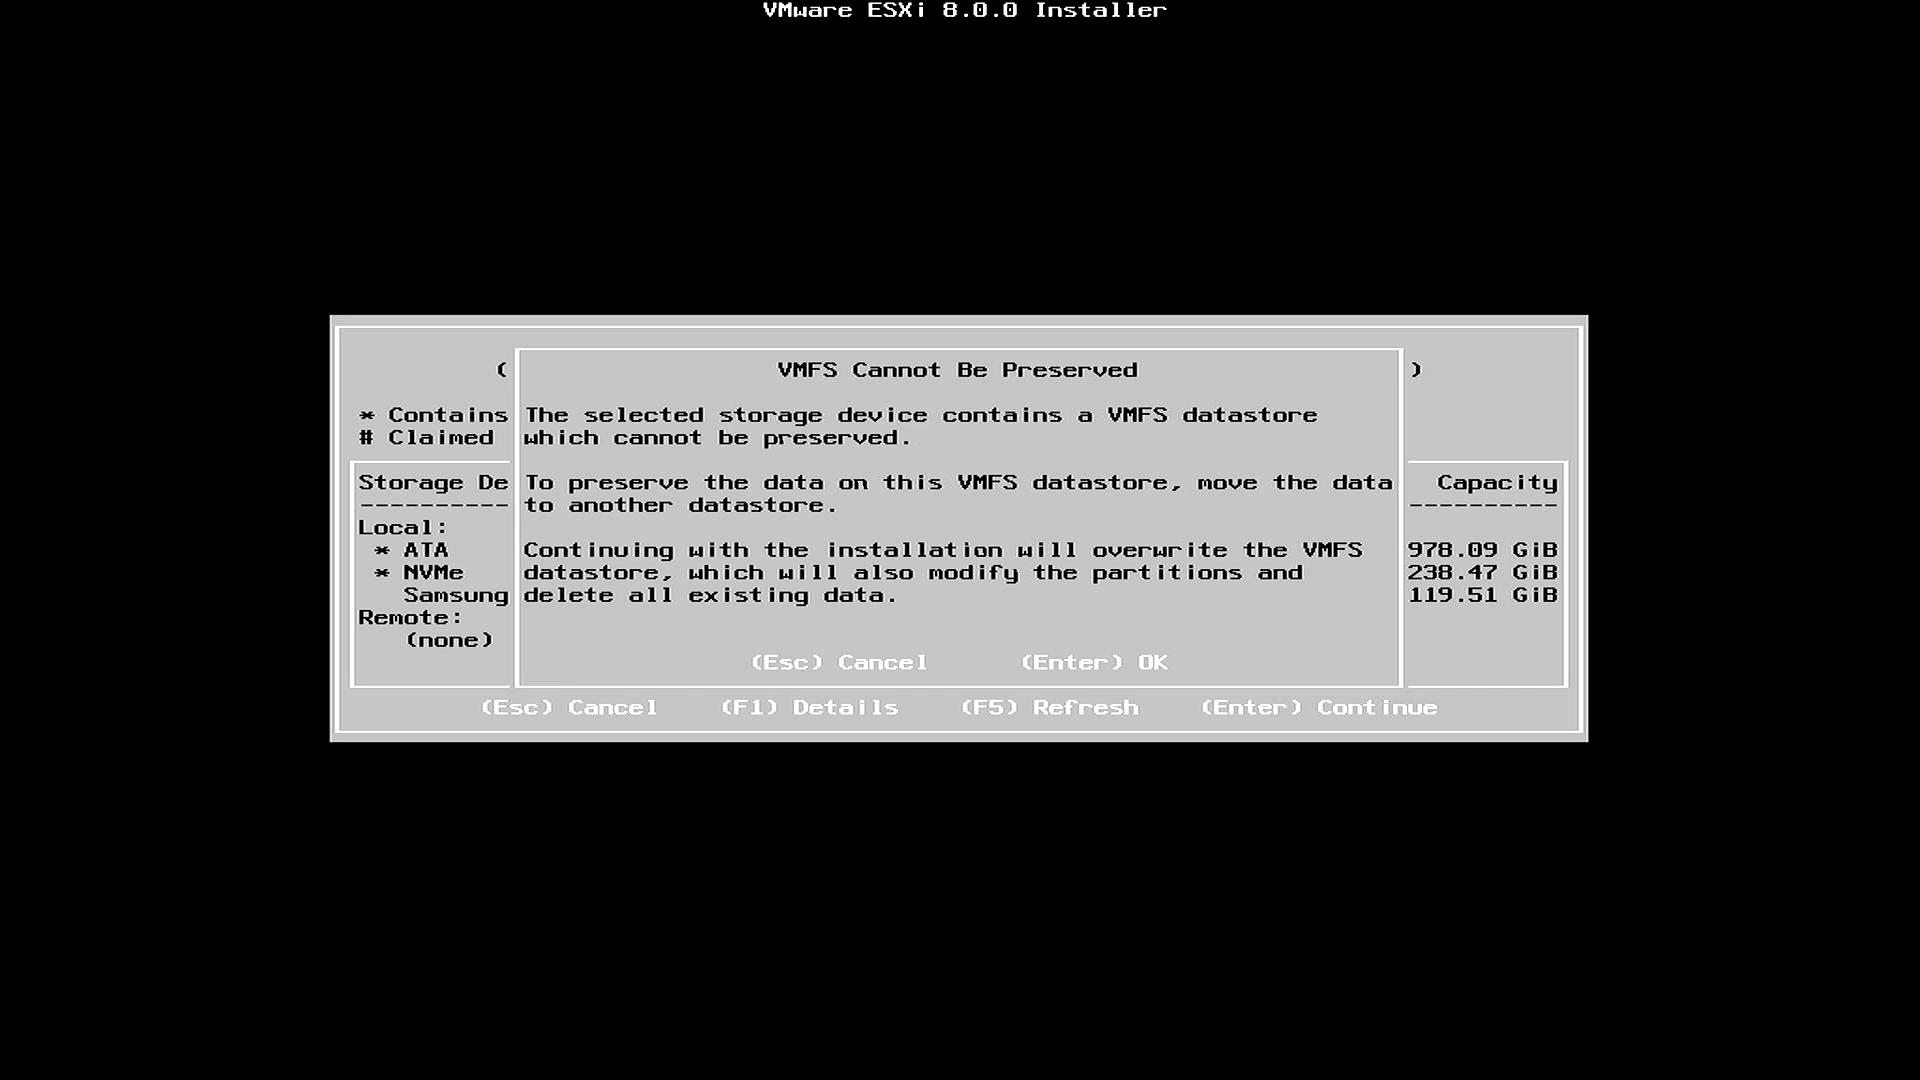 VMware ESXi 8.0.0 Installer
( )
VMFS Cannot Be Preserved
* Contains
# Claimed
The selected storage device contains a VMFS datastore
which cannot be preserved.
Storage De
Capacity
----------
----------
To preserve the data on this VMFS datastore, move the data
to another datastore.
Local:
* ATA
978.09 GiB
* NVMe
238.47 GiB
Samsung
119.51 GiB
Continuing with the installation will overwrite the VMFS
datastore, which will also modify the partitions and
delete all existing data.
Remote:
(none)
(Esc) Cancel (Enter) OK
(Esc) Cancel (F1) Details (F5) Refresh (Enter) Continue